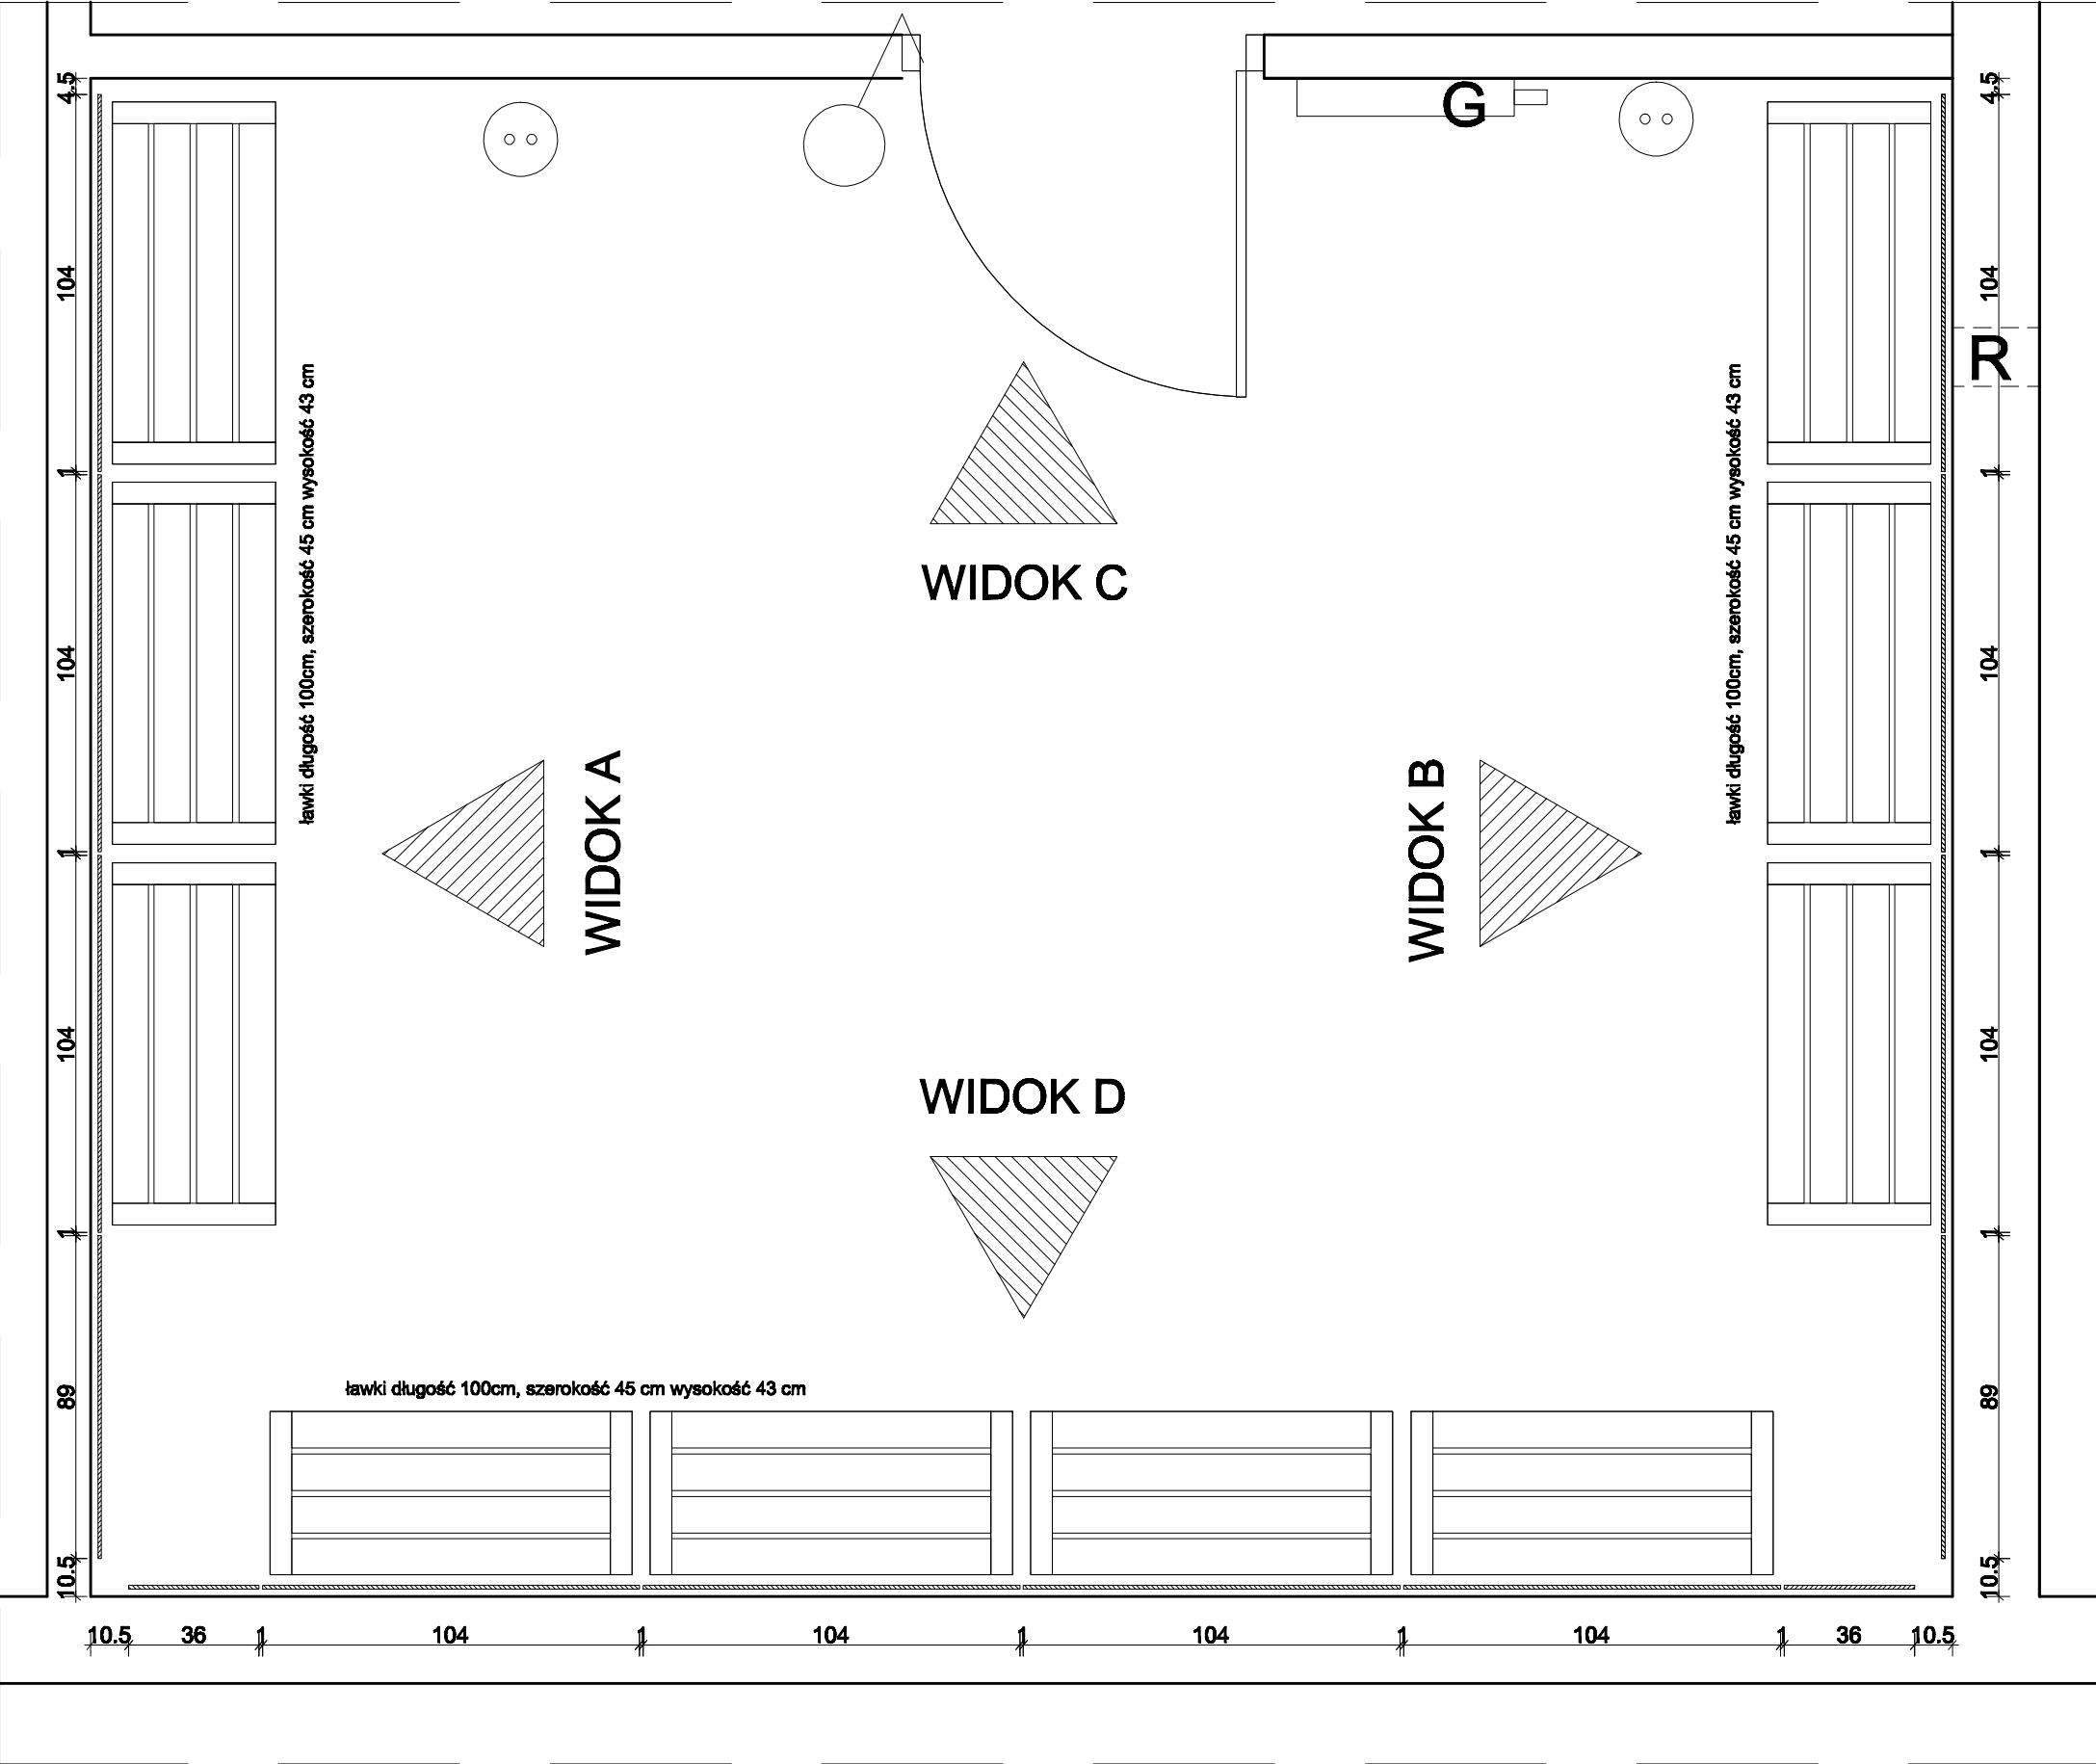 G
R
WIDOK C
WIDOK A
WIDOK B
WIDOK D
ławki długość 100cm, szerokość 45 cm wysokość 43 cm
ławki długość 100cm, szerokość 45 cm wysokość 43 cm
ławki długość 100cm, szerokość 45 cm wysokość 43 cm
4.5
104
1
104
1
104
1
89
10.5
4.5
104
1
104
1
104
1
89
10.5
10.5 36 1 104 1 104 1 104 1 104 1 36 10.5